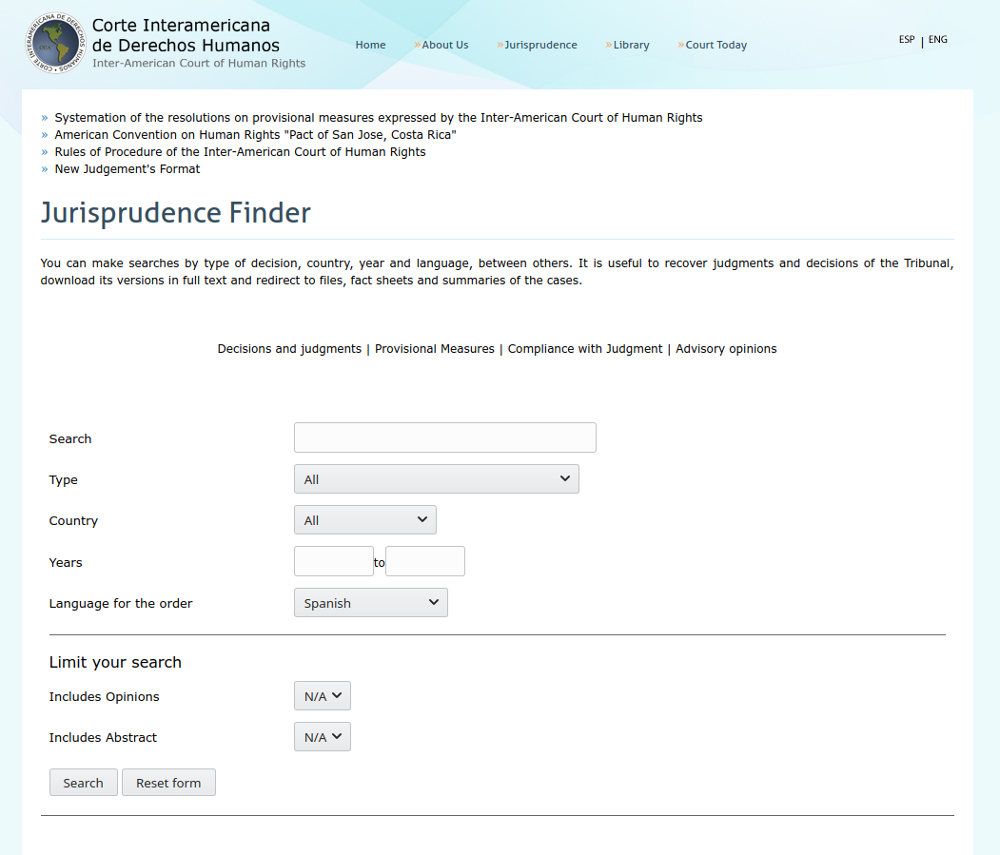 Corte Interamericana
de Derechos Humanos
Inter-American Court of Human Rights
Home » About Us » Jurisprudence » Library » Court Today
ESP | ENG
» Systemation of the resolutions on provisional measures expressed by the Inter-American Court of Human Rights
» American Convention on Human Rights "Pact of San Jose, Costa Rica"
» Rules of Procedure of the Inter-American Court of Human Rights
» New Judgement's Format
Jurisprudence Finder
You can make searches by type of decision, country, year and language, between others. It is useful to recover judgments and decisions of the Tribunal,
download its versions in full text and redirect to files, fact sheets and summaries of the cases.
Decisions and judgments | Provisional Measures | Compliance with Judgment | Advisory opinions
Search
Type All
Country All
Years to
Language for the order Spanish
Limit your search
Includes Opinions N/A
Includes Abstract N/A
Search Reset form